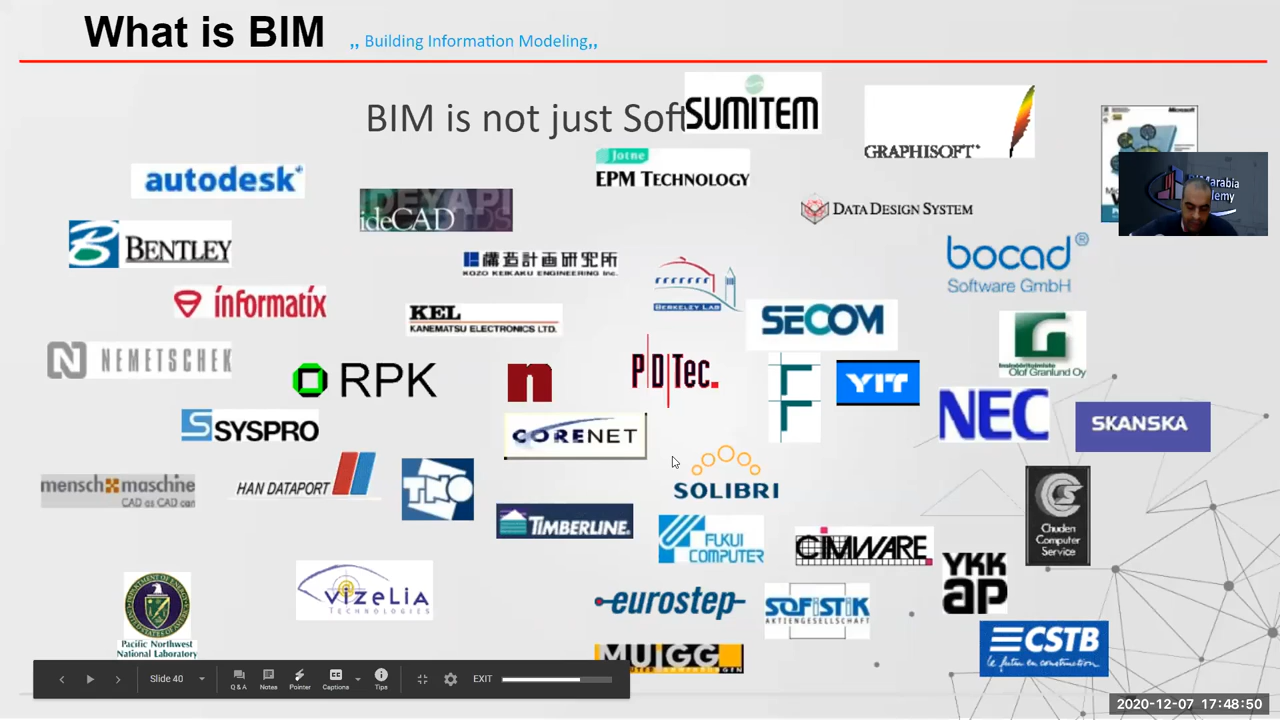 What is BIM
,, Building Information Modeling,,
BIM is not just Soft
SUMITEM
GRAPHISOFT
Microsoft
Jotne
EPM TECHNOLOGY
autodesk
ideCAD
DATA DESIGN SYSTEM
BENTLEY
bocad®
Software GmbH
構造計画研究所
KOZO KEIKAKU ENGINEERING Inc.
BERKELEY LAB
informatix
KEL
KANEMATSU ELECTRONICS LTD.
SECOM
Olof Granlund Oy
NEMETSCHEK
RPK
n
PDTec.
YIT
NEC
SKANSKA
SYSPRO
CORENET
mensch maschine
CAD as CAD can
HAN DATAPORT
TNO
SOLIBRI
TIMBERLINE
FUKUI
COMPUTER
CIMWARE
Chuden
Computer
Service
YKK
ap
VIZELIA
TECHNOLOGIES
eurostep
SOFiSTiK
AKTIENGESELLSCHAFT
Pacific Northwest
National Laboratory
CSTB
le futur en construction
MUIGG
Slide 40
Q & A
Notes
Pointer
Captions
Tips
EXIT
2020-12-07 17:48:50